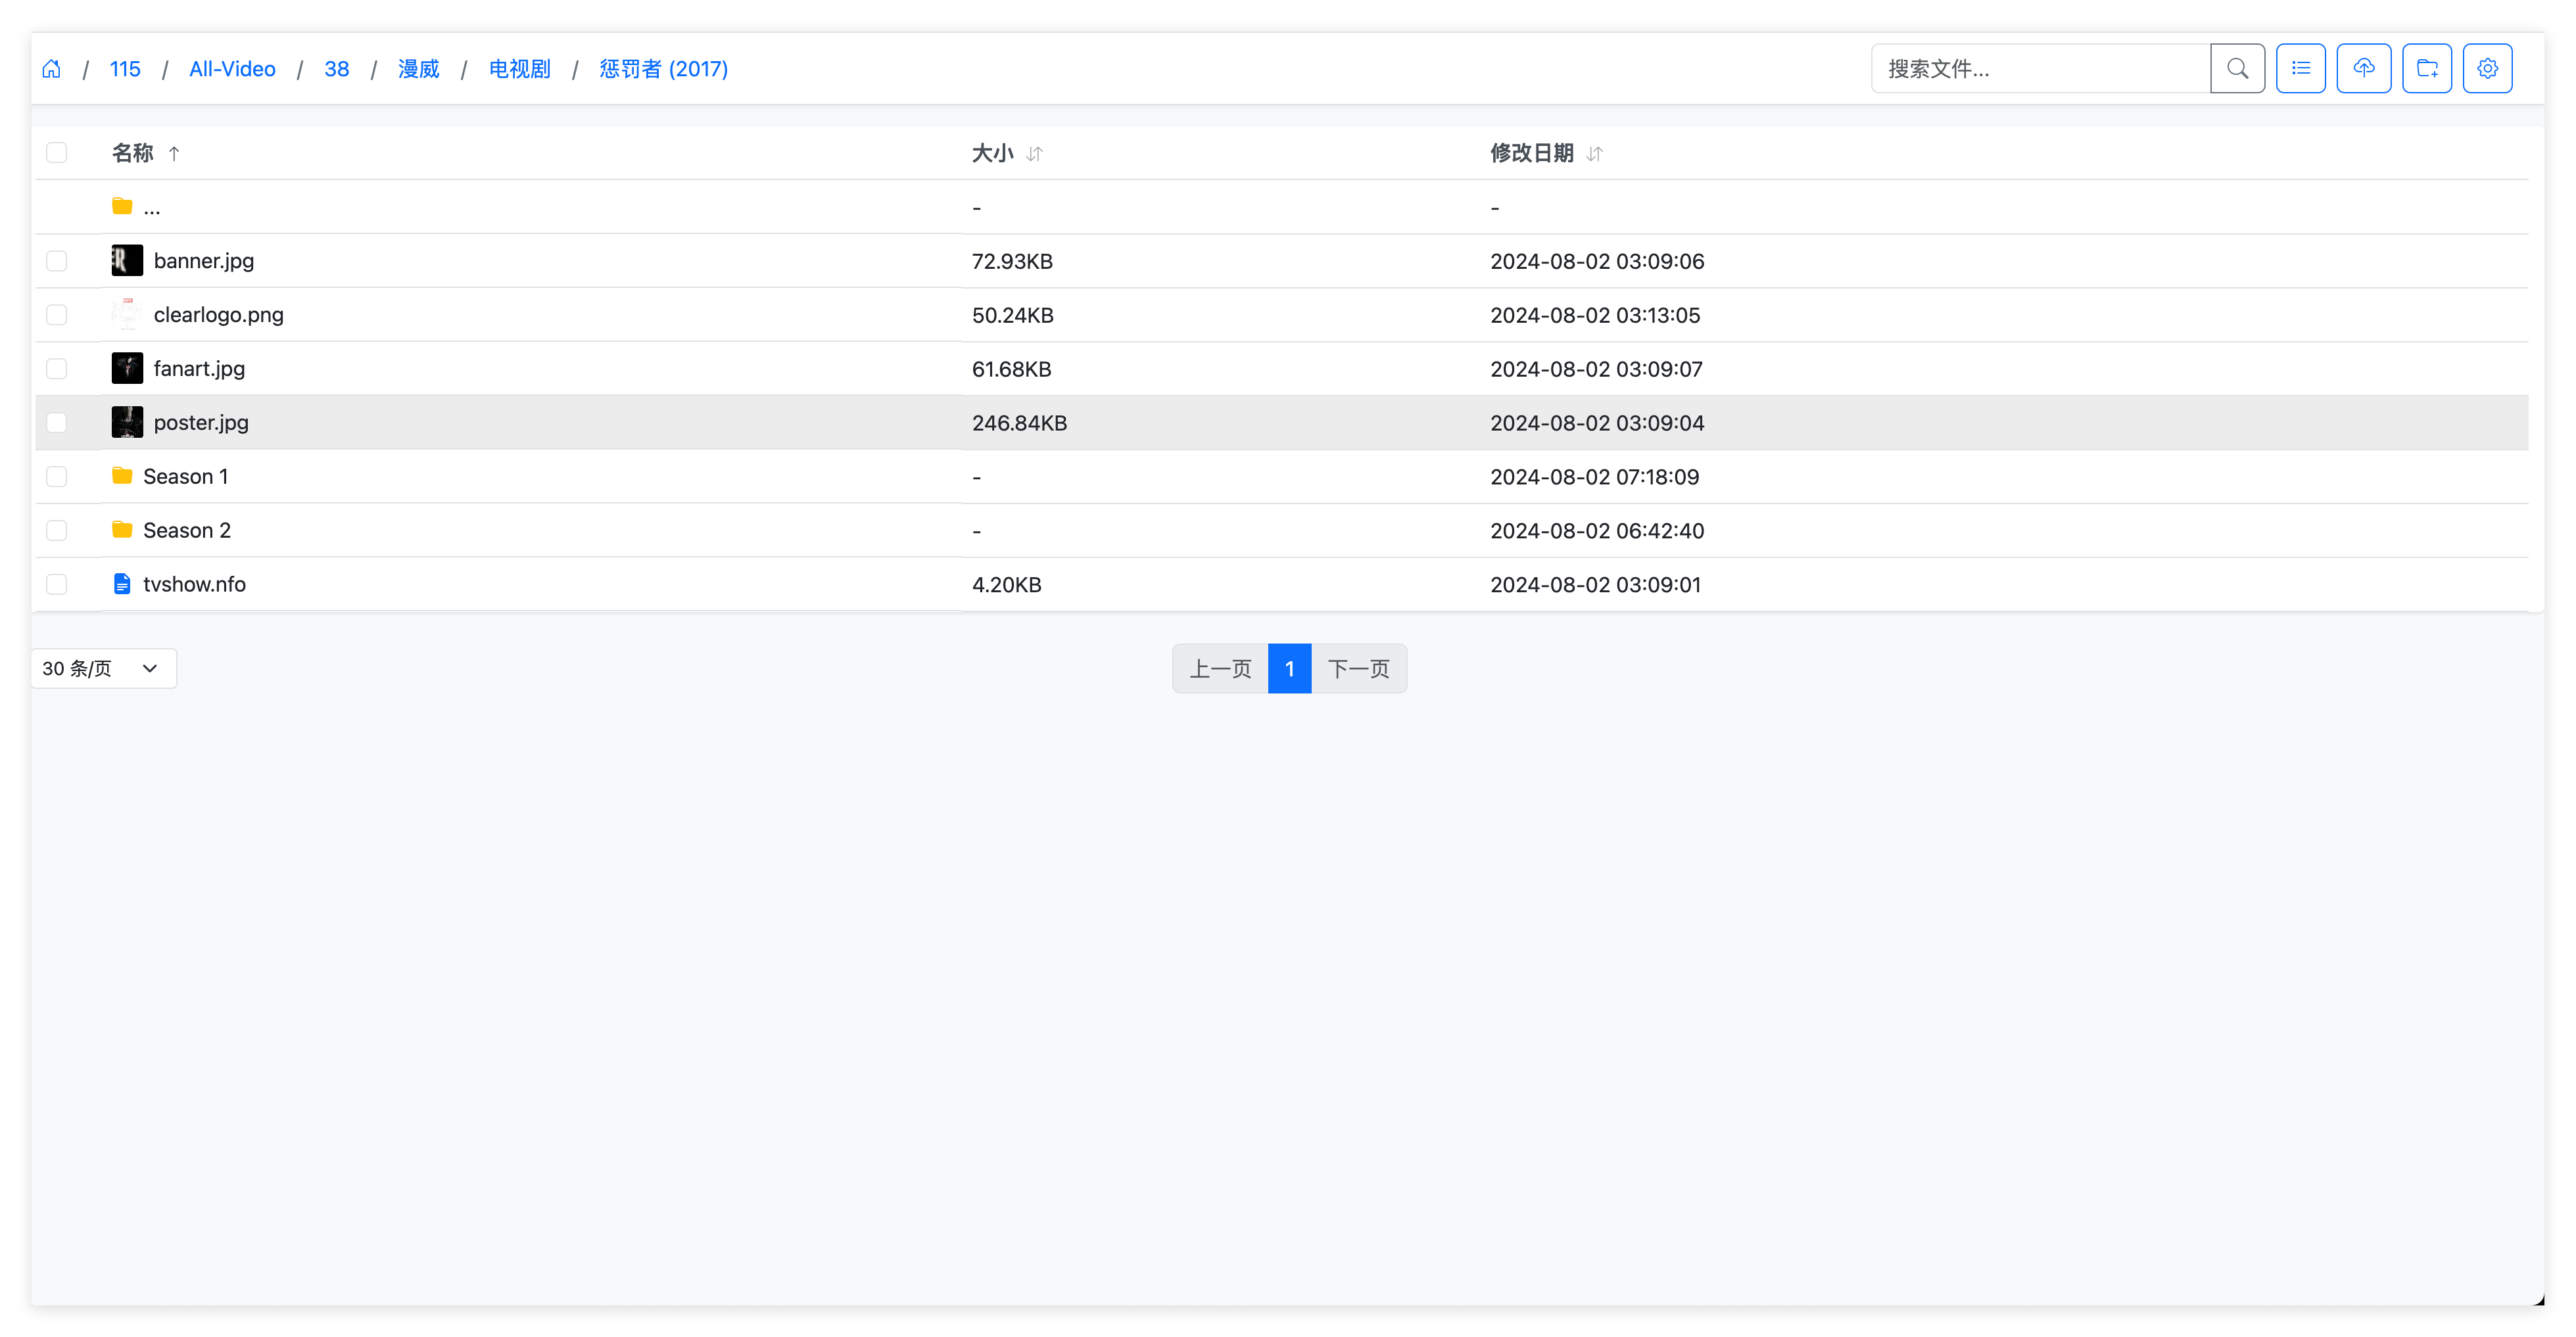 / 115 / All-Video / 38 / 漫威 / 电视剧 / 惩罚者 (2017) 搜索文件...
名称 ↑ 大小 修改日期
... - -
banner.jpg 72.93KB 2024-08-02 03:09:06
clearlogo.png 50.24KB 2024-08-02 03:13:05
fanart.jpg 61.68KB 2024-08-02 03:09:07
poster.jpg 246.84KB 2024-08-02 03:09:04
Season 1 - 2024-08-02 07:18:09
Season 2 - 2024-08-02 06:42:40
tvshow.nfo 4.20KB 2024-08-02 03:09:01
30 条/页 上一页 1 下一页